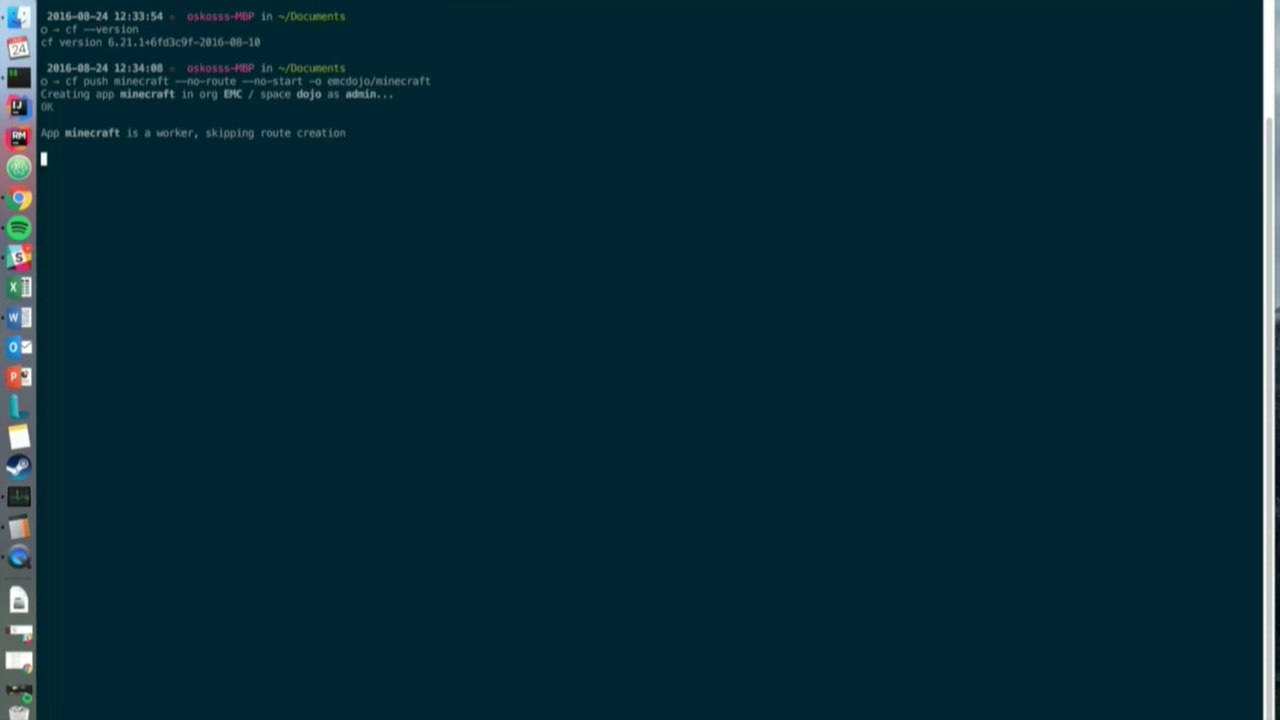 2016-08-24 12:33:54 ☆ oskosss-MBP in ~/Documents
○ → cf --version
cf version 6.21.1+6fd3c9f-2016-08-10
2016-08-24 12:34:08 ☆ oskosss-MBP in ~/Documents
○ → cf push minecraft --no-route --no-start -o emcdojo/minecraft
Creating app minecraft in org EMC / space dojo as admin...
OK
App minecraft is a worker, skipping route creation
24
IJ
RM
S
X
W
O
P
L